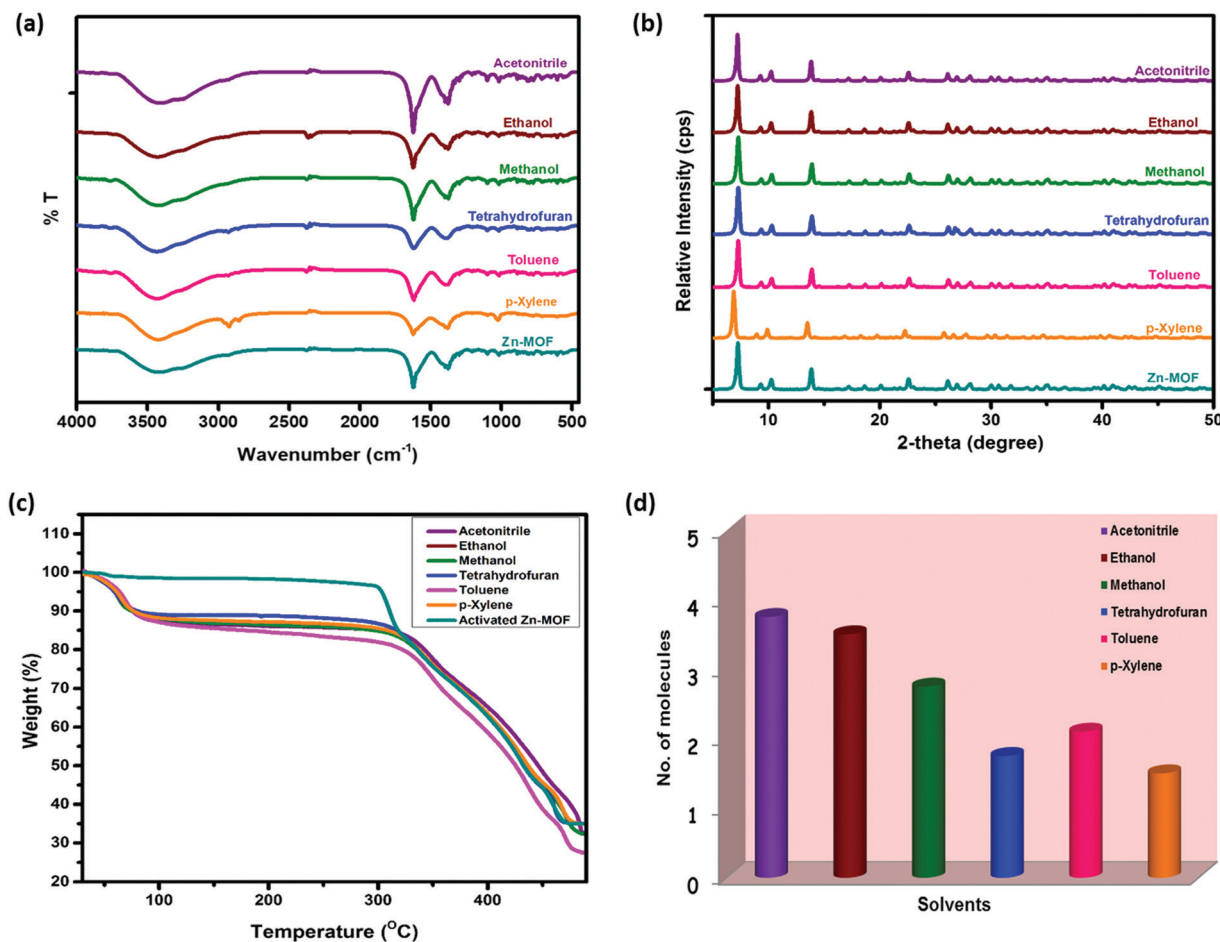 (a)
% T
Acetonitrile
Ethanol
Methanol
Tetrahydrofuran
Toluene
p-Xylene
Zn-MOF
4000 3500 3000 2500 2000 1500 1000 500
Wavenumber (cm⁻¹)
(b)
Relative Intensity (cps)
Acetonitrile
Ethanol
Methanol
Tetrahydrofuran
Toluene
p-Xylene
Zn-MOF
10 20 30 40 50
2-theta (degree)
(c)
Weight (%)
110
100
90
80
70
60
50
40
30
20
Acetonitrile
Ethanol
Methanol
Tetrahydrofuran
Toluene
p-Xylene
Activated Zn-MOF
100 200 300 400
Temperature (ᴼC)
(d)
No. of molecules
5
4
3
2
1
0
Acetonitrile
Ethanol
Methanol
Tetrahydrofuran
Toluene
p-Xylene
Solvents